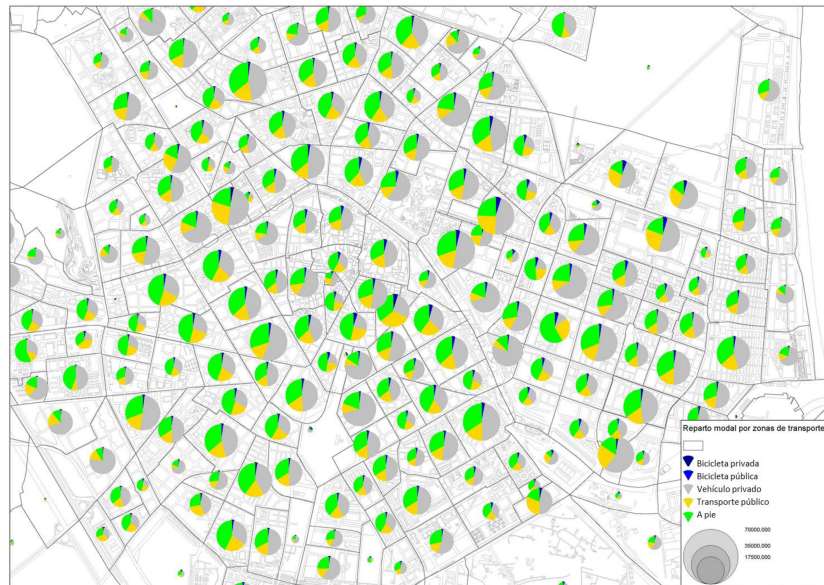 Reparto modal por zonas de transporte
Bicicleta privada
Bicicleta pública
Vehículo privado
Transporte público
A pie
70000,000
35000,000
17500,000